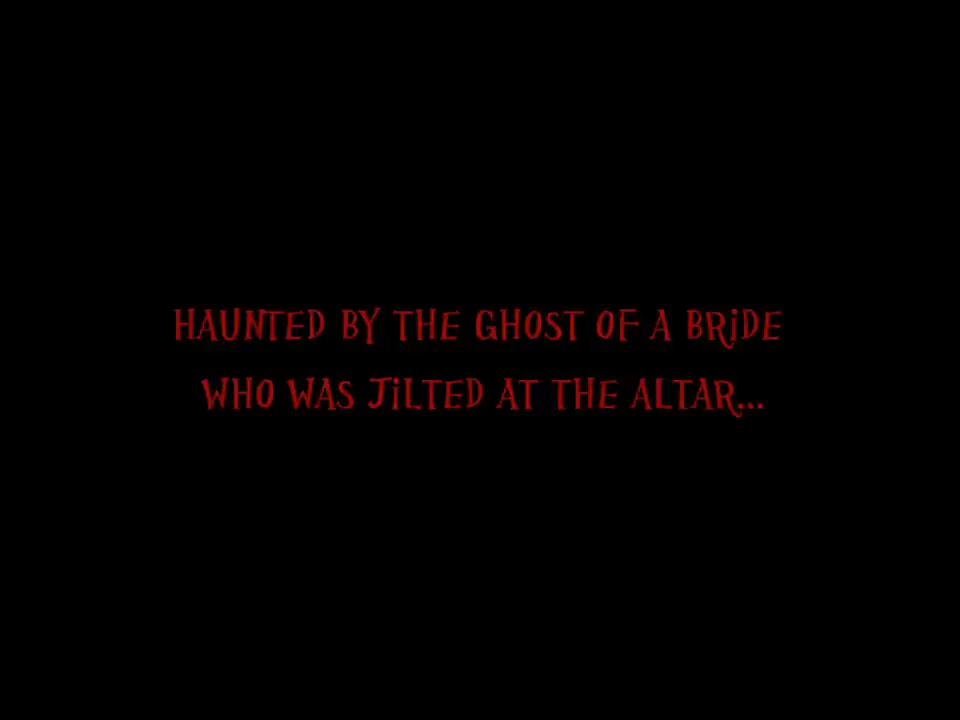 HAUNTED BY THE GHOST OF A BRiDE
WHO WAS JiLTED AT THE ALTAR...